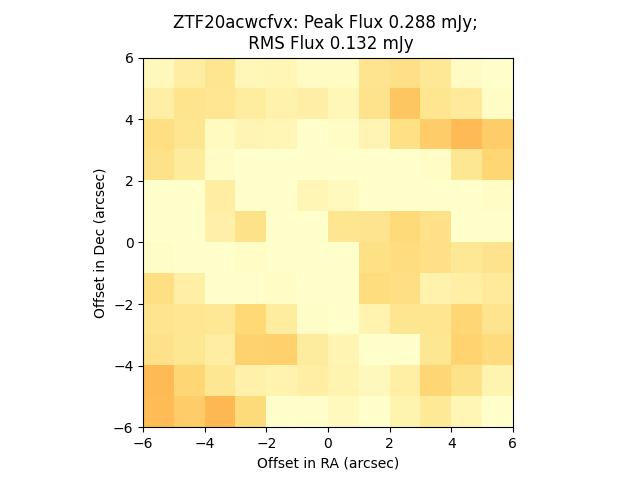 ZTF20acwcfvx: Peak Flux 0.288 mJy;
RMS Flux 0.132 mJy
6
4
2
0
−2
−4
−6
Offset in Dec (arcsec)
−6 −4 −2 0 2 4 6
Offset in RA (arcsec)